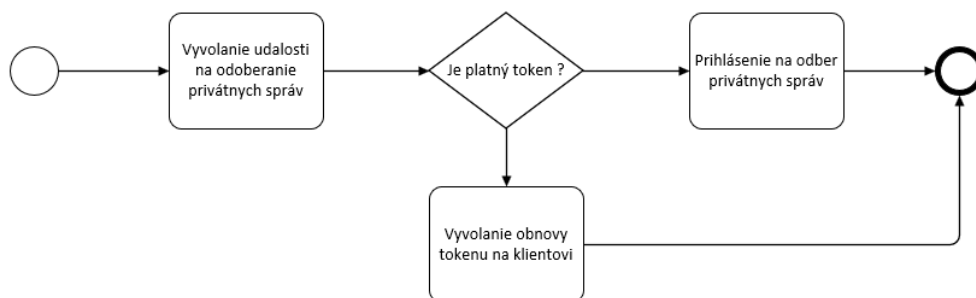 Vyvolanie udalosti
na odoberanie
privátnych správ
Je platný token ?
Prihlásenie na odber
privátnych správ
Vyvolanie obnovy
tokenu na klientovi